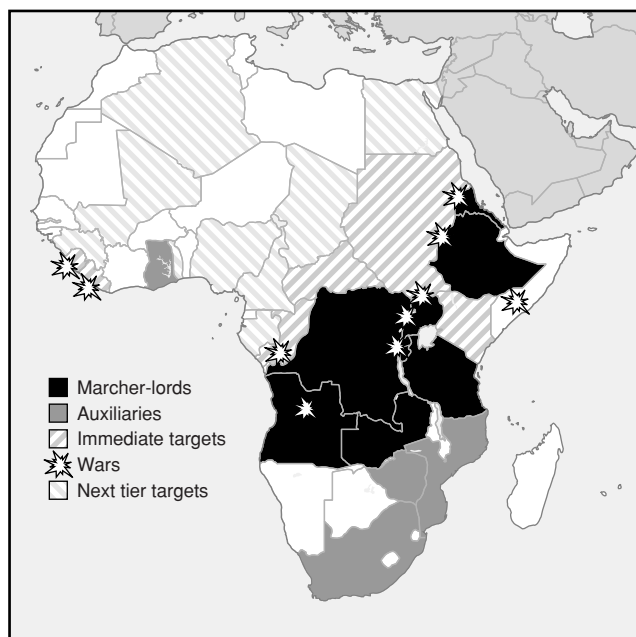 Marcher-lords
Auxiliaries
Immediate targets
Wars
Next tier targets